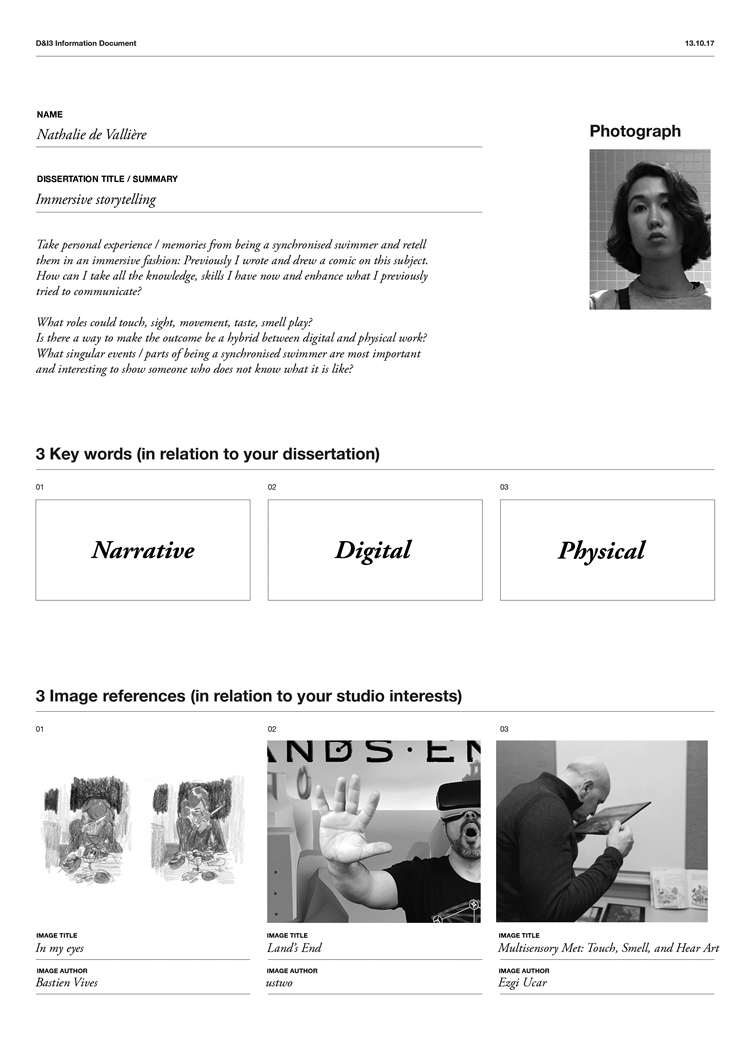 D&I3 Information Document
13.10.17
NAME
Nathalie de Vallière
Photograph
DISSERTATION TITLE / SUMMARY
Immersive storytelling
Take personal experience / memories from being a synchronised swimmer and retell
them in an immersive fashion: Previously I wrote and drew a comic on this subject.
How can I take all the knowledge, skills I have now and enhance what I previously
tried to communicate?
What roles could touch, sight, movement, taste, smell play?
Is there a way to make the outcome be a hybrid between digital and physical work?
What singular events / parts of being a synchronised swimmer are most important
and interesting to show someone who does not know what it is like?
3 Key words (in relation to your dissertation)
01
02
03
Narrative
Digital
Physical
3 Image references (in relation to your studio interests)
01
02
03
ANDS·EN
IMAGE TITLE
In my eyes
IMAGE AUTHOR
Bastien Vives
IMAGE TITLE
Land's End
IMAGE AUTHOR
ustwo
IMAGE TITLE
Multisensory Met: Touch, Smell, and Hear Art
IMAGE AUTHOR
Ezgi Ucar